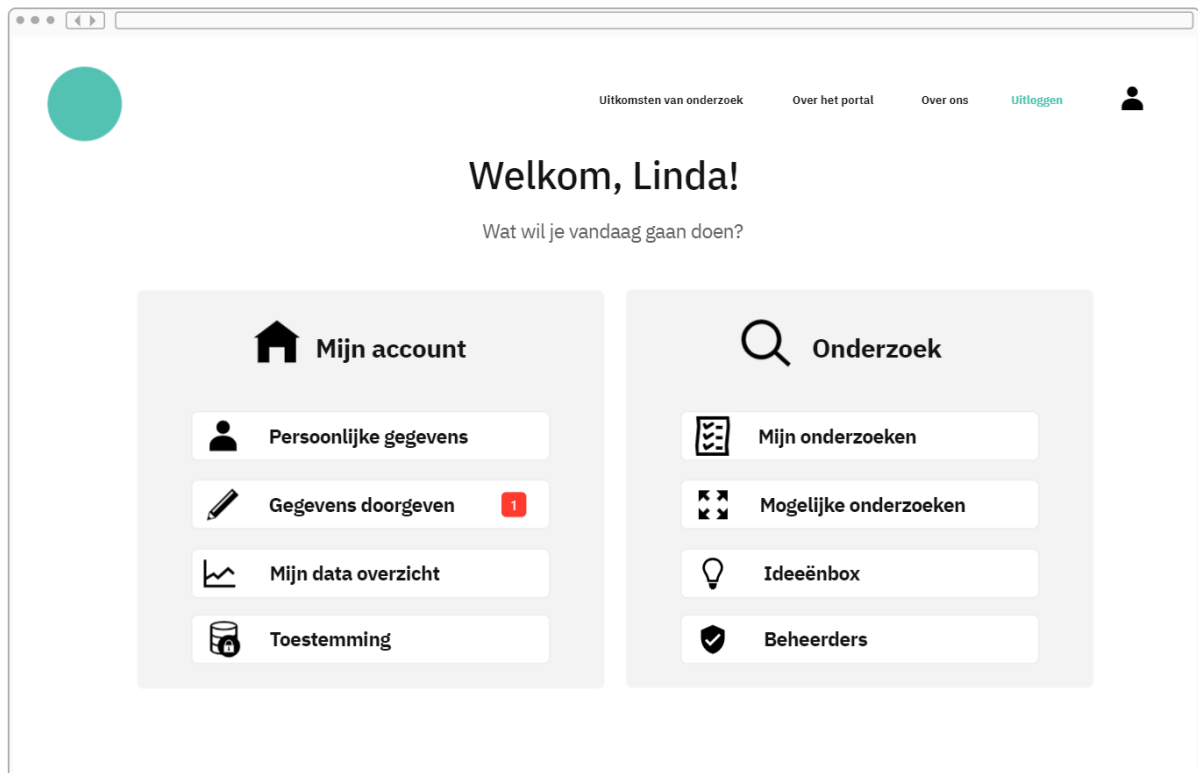 Uitkomsten van onderzoek Over het portal Over ons Uitloggen
Welkom, Linda!
Wat wil je vandaag gaan doen?
Mijn account
Persoonlijke gegevens
Gegevens doorgeven 1
Mijn data overzicht
Toestemming
Onderzoek
Mijn onderzoeken
Mogelijke onderzoeken
Ideeënbox
Beheerders